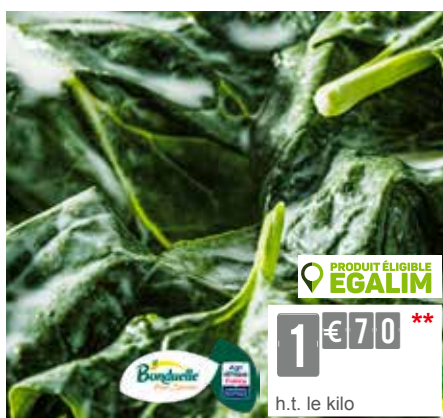 PRODUIT ÉLIGIBLE
EGALIM
1€70 **
h.t. le kilo
Bonduelle